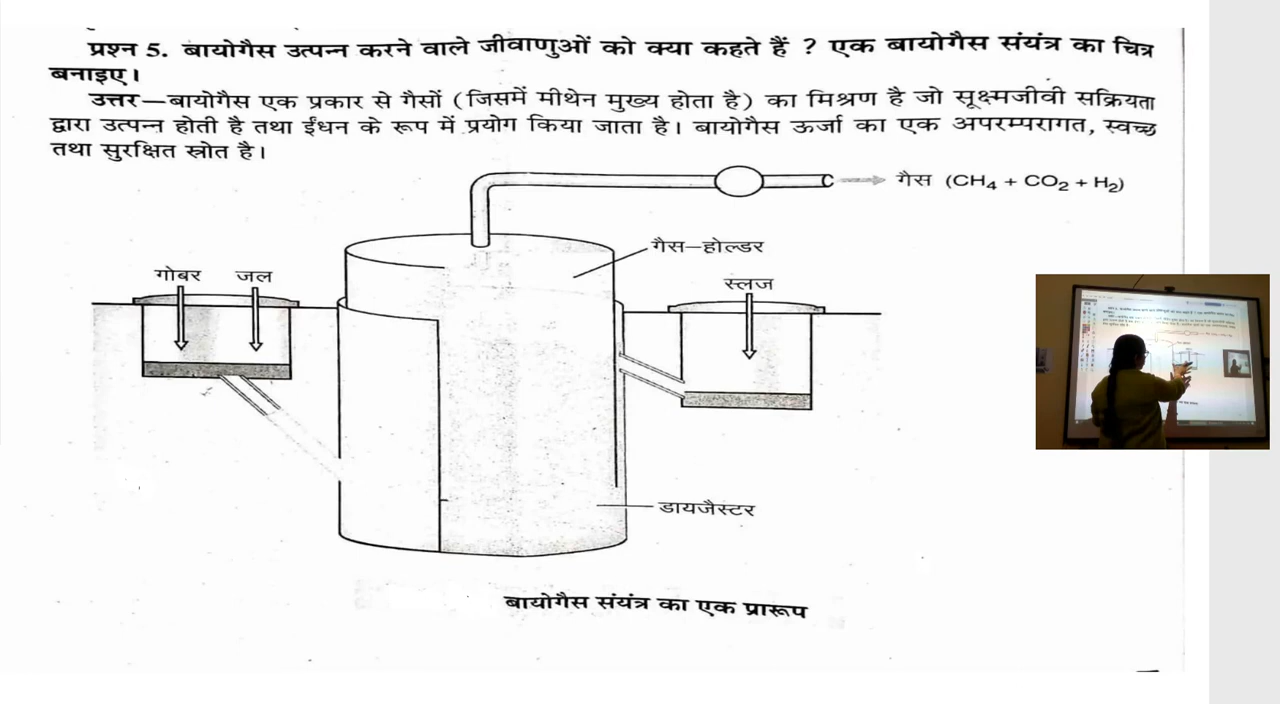 प्रश्न 5. बायोगैस उत्पन्न करने वाले जीवाणुओं को क्या कहते हैं ? एक बायोगैस संयंत्र का चित्र
बनाइए।
उत्तर—बायोगैस एक प्रकार से गैसों (जिसमें मीथेन मुख्य होता है) का मिश्रण है जो सूक्ष्मजीवी सक्रियता
द्वारा उत्पन्न होती है तथा ईंधन के रूप में प्रयोग किया जाता है। बायोगैस ऊर्जा का एक अपरम्परागत, स्वच्छ
तथा सुरक्षित स्रोत है।
गैस (CH₄ + CO₂ + H₂)
गैस–होल्डर
गोबर जल
स्लज
डायजैस्टर
बायोगैस संयंत्र का एक प्रारूप